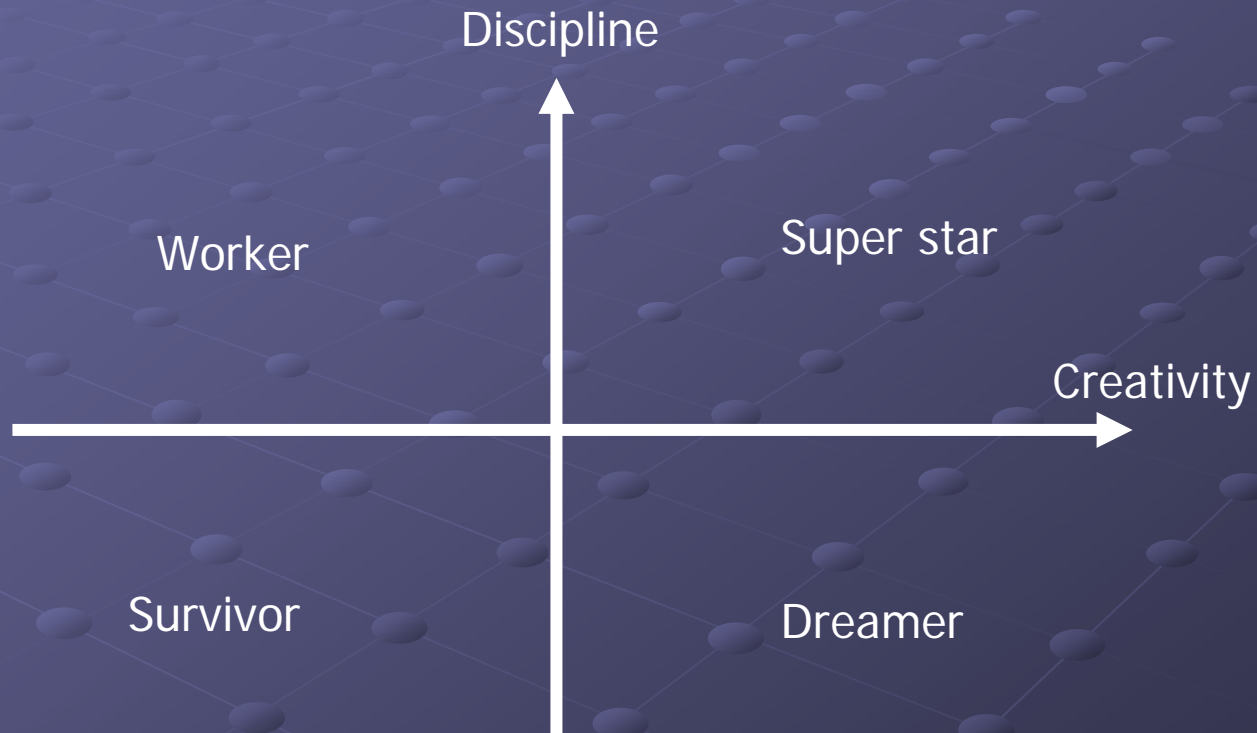 Discipline
Worker
Super star
Creativity
Survivor
Dreamer